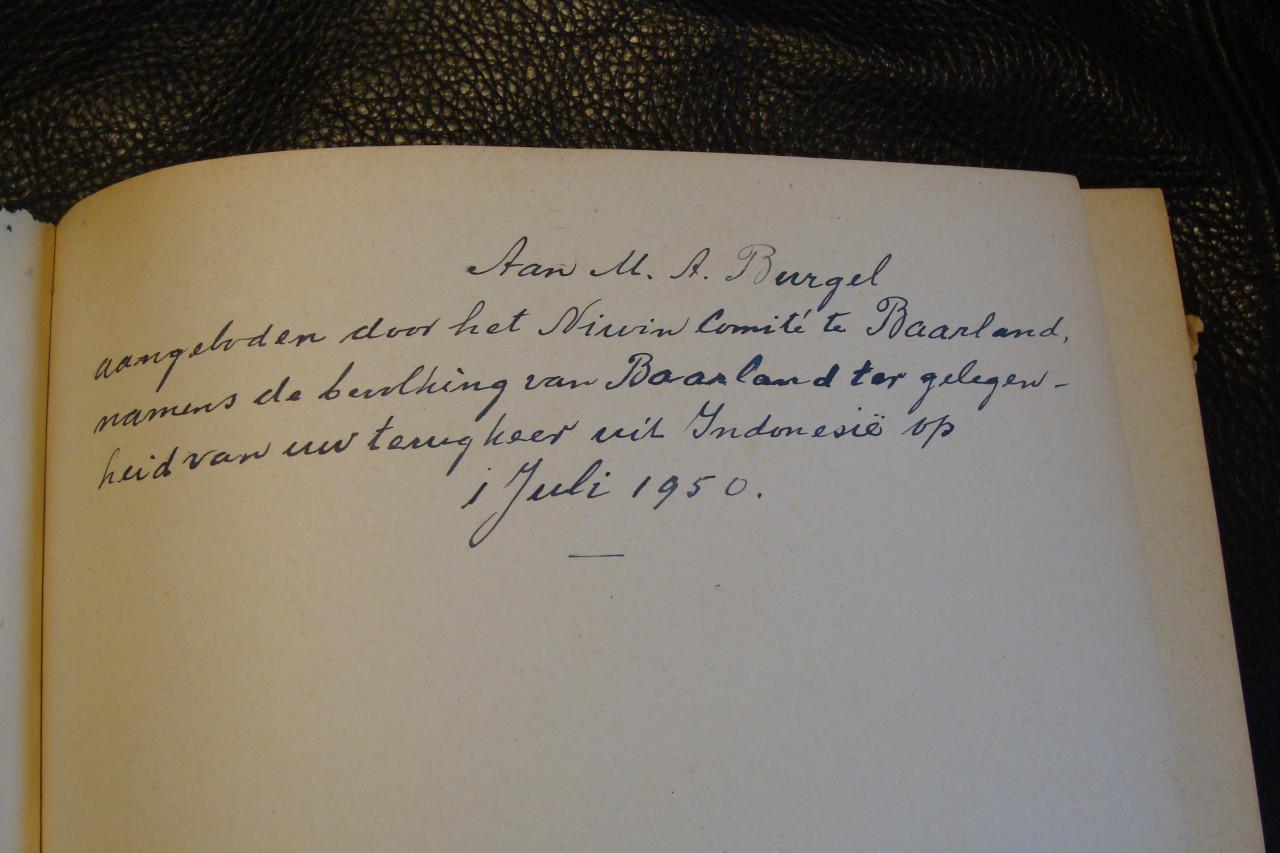 Aan M. A. Burgel
aangeboden door het Niwin Comité te Baarland,
namens de bevolking van Baarland ter gelegen-
heid van uw terugkeer uit Indonesië op
1 Juli 1950.